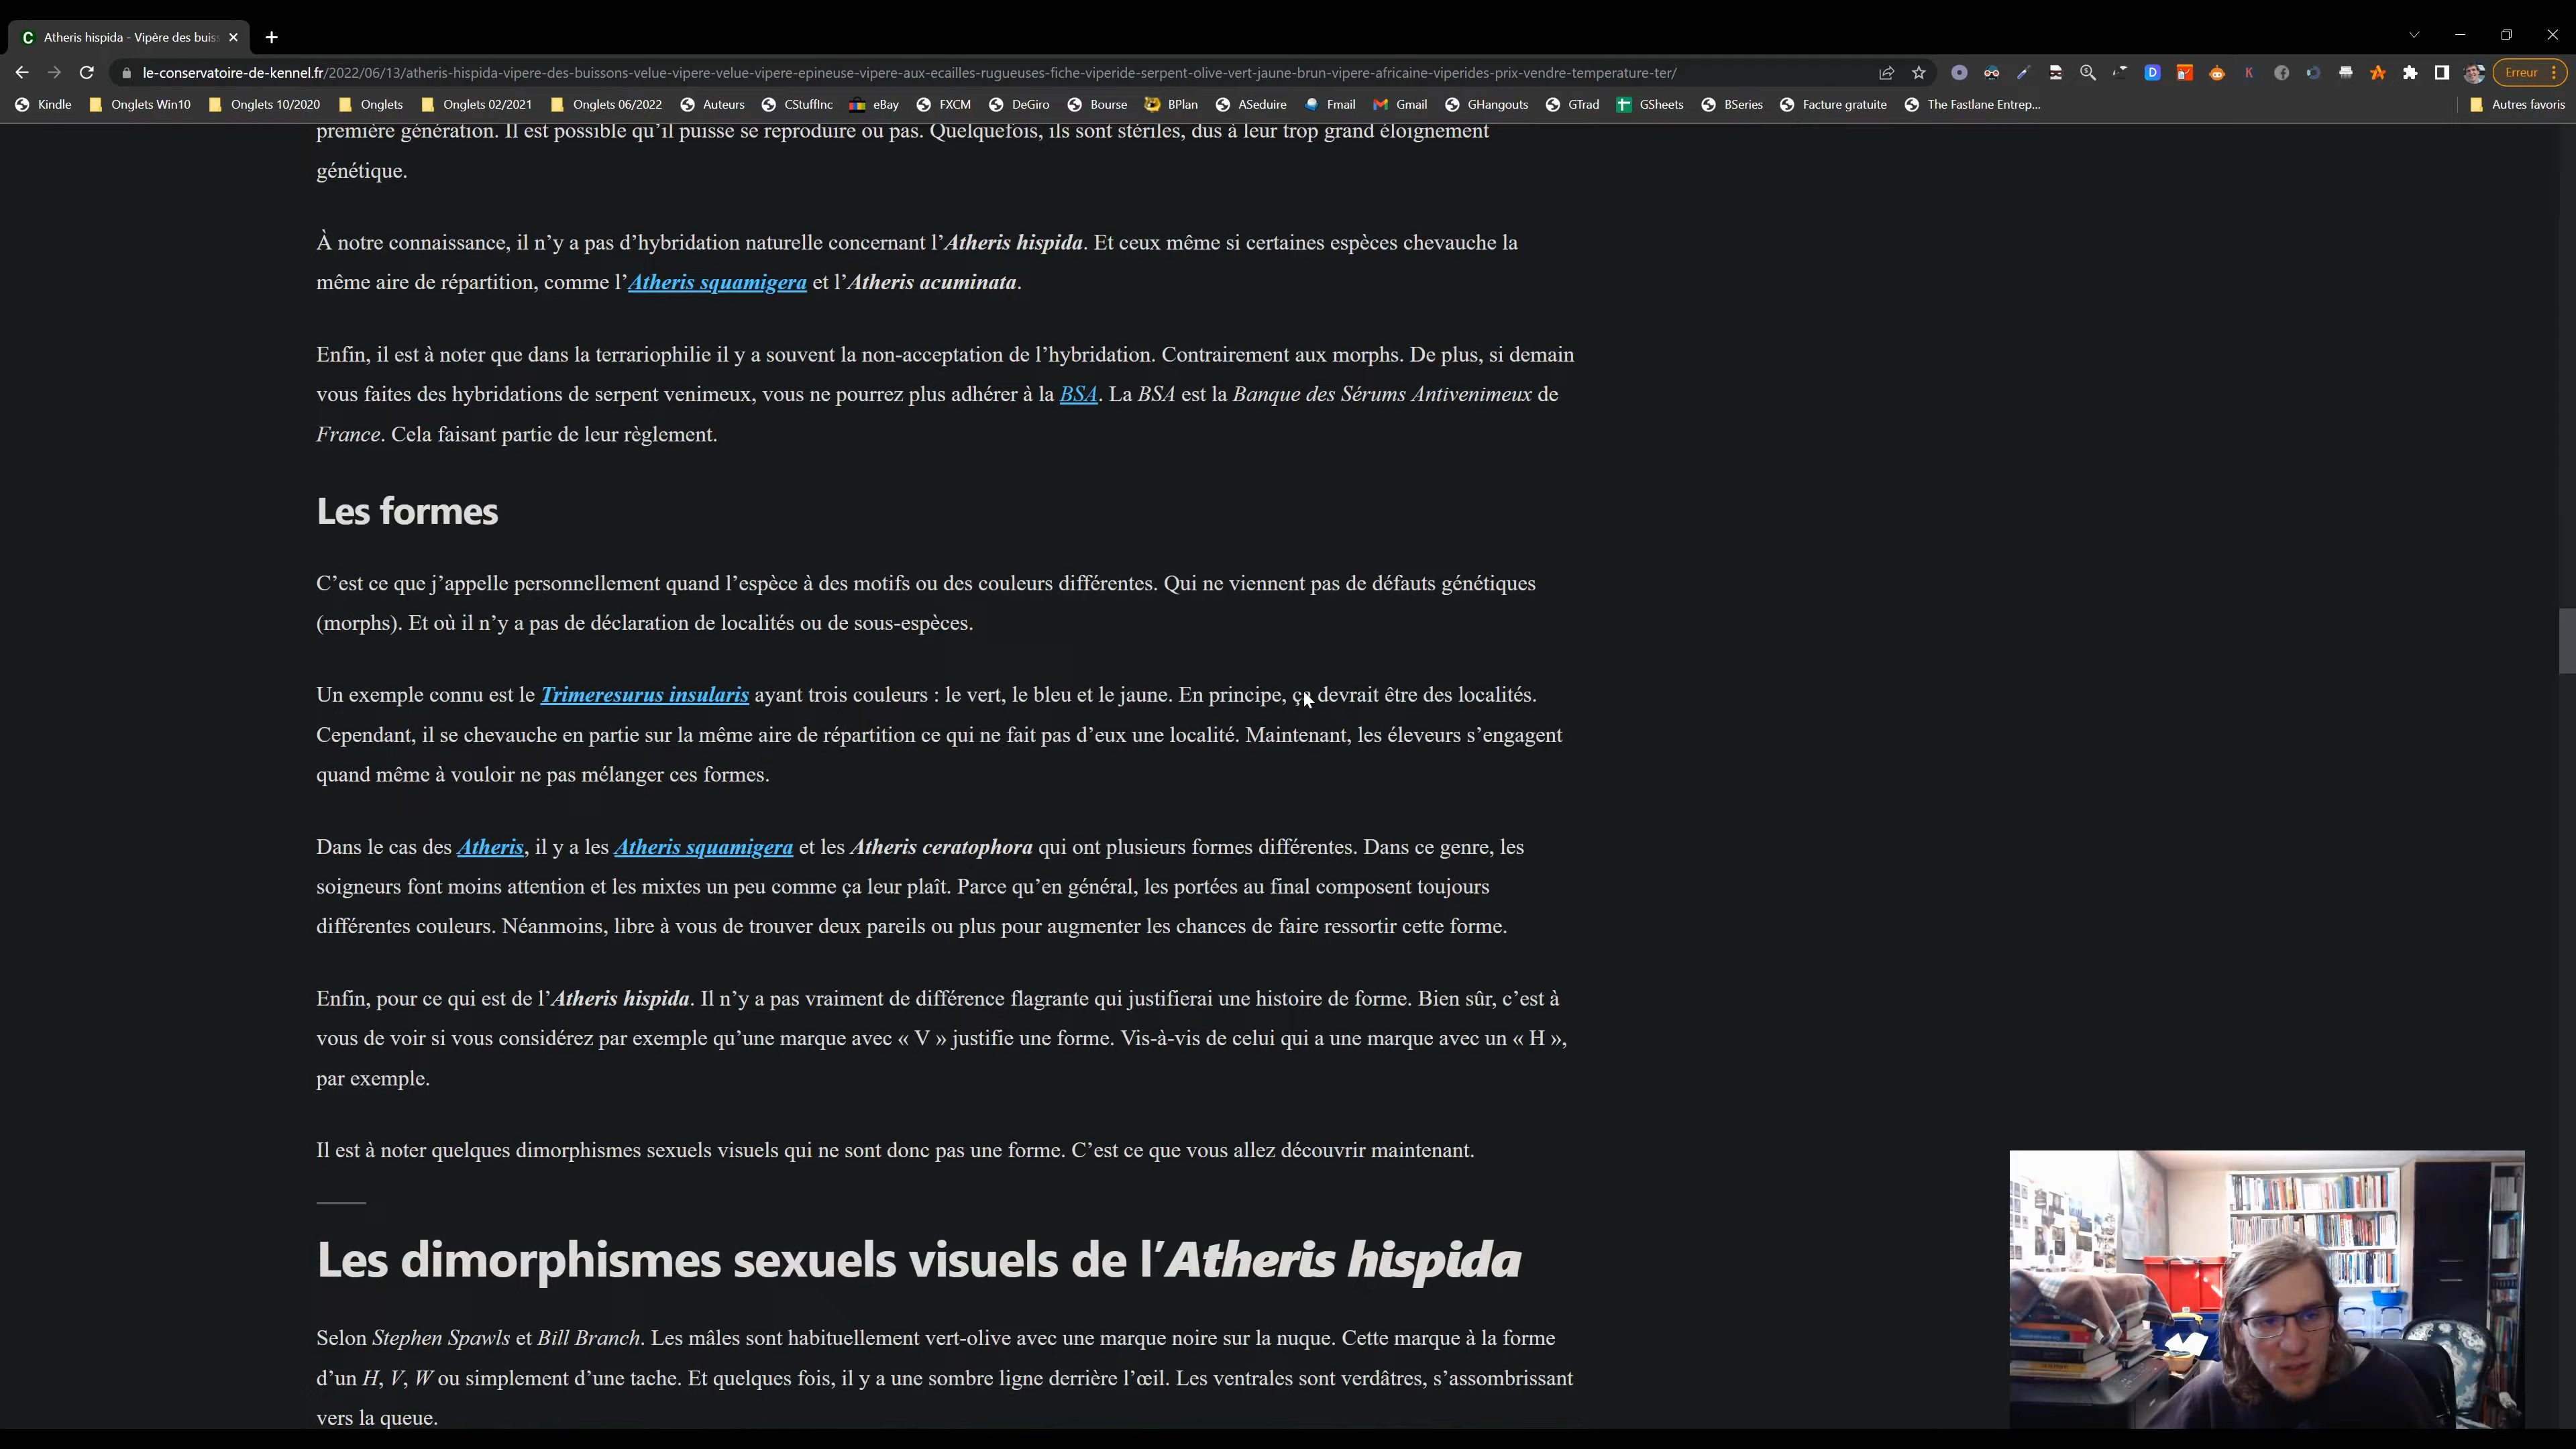 Atheris hispida - Vipère des buis
le-conservatoire-de-kennel.fr/2022/06/13/atheris-hispida-vipere-des-buissons-velue-vipere-velue-vipere-epineuse-vipere-aux-ecailles-rugueuses-fiche-viperide-serpent-olive-vert-jaune-brun-vipere-africaine-viperides-prix-vendre-temperature-ter/
Erreur
Kindle Onglets Win10 Onglets 10/2020 Onglets Onglets 02/2021 Onglets 06/2022 Auteurs CStuffInc eBay FXCM DeGiro Bourse BPlan ASeduire Fmail Gmail GHangouts GTrad GSheets BSeries Facture gratuite The Fastlane Entrep... Autres favoris
première génération. Il est possible qu’il puisse se reproduire ou pas. Quelquefois, ils sont stériles, dus à leur trop grand éloignement
génétique.
À notre connaissance, il n’y a pas d’hybridation naturelle concernant l’Atheris hispida. Et ceux même si certaines espèces chevauche la
même aire de répartition, comme l’Atheris squamigera et l’Atheris acuminata.
Enfin, il est à noter que dans la terrariophilie il y a souvent la non-acceptation de l’hybridation. Contrairement aux morphs. De plus, si demain
vous faites des hybridations de serpent venimeux, vous ne pourrez plus adhérer à la BSA. La BSA est la Banque des Sérums Antivenimeux de
France. Cela faisant partie de leur règlement.
Les formes
C’est ce que j’appelle personnellement quand l’espèce à des motifs ou des couleurs différentes. Qui ne viennent pas de défauts génétiques
(morphs). Et où il n’y a pas de déclaration de localités ou de sous-espèces.
Un exemple connu est le Trimeresurus insularis ayant trois couleurs : le vert, le bleu et le jaune. En principe, ça devrait être des localités.
Cependant, il se chevauche en partie sur la même aire de répartition ce qui ne fait pas d’eux une localité. Maintenant, les éleveurs s’engagent
quand même à vouloir ne pas mélanger ces formes.
Dans le cas des Atheris, il y a les Atheris squamigera et les Atheris ceratophora qui ont plusieurs formes différentes. Dans ce genre, les
soigneurs font moins attention et les mixtes un peu comme ça leur plaît. Parce qu’en général, les portées au final composent toujours
différentes couleurs. Néanmoins, libre à vous de trouver deux pareils ou plus pour augmenter les chances de faire ressortir cette forme.
Enfin, pour ce qui est de l’Atheris hispida. Il n’y a pas vraiment de différence flagrante qui justifierai une histoire de forme. Bien sûr, c’est à
vous de voir si vous considérez par exemple qu’une marque avec « V » justifie une forme. Vis-à-vis de celui qui a une marque avec un « H »,
par exemple.
Il est à noter quelques dimorphismes sexuels visuels qui ne sont donc pas une forme. C’est ce que vous allez découvrir maintenant.
Les dimorphismes sexuels visuels de l’Atheris hispida
Selon Stephen Spawls et Bill Branch. Les mâles sont habituellement vert-olive avec une marque noire sur la nuque. Cette marque à la forme
d’un H, V, W ou simplement d’une tache. Et quelques fois, il y a une sombre ligne derrière l’œil. Les ventrales sont verdâtres, s’assombrissant
vers la queue.